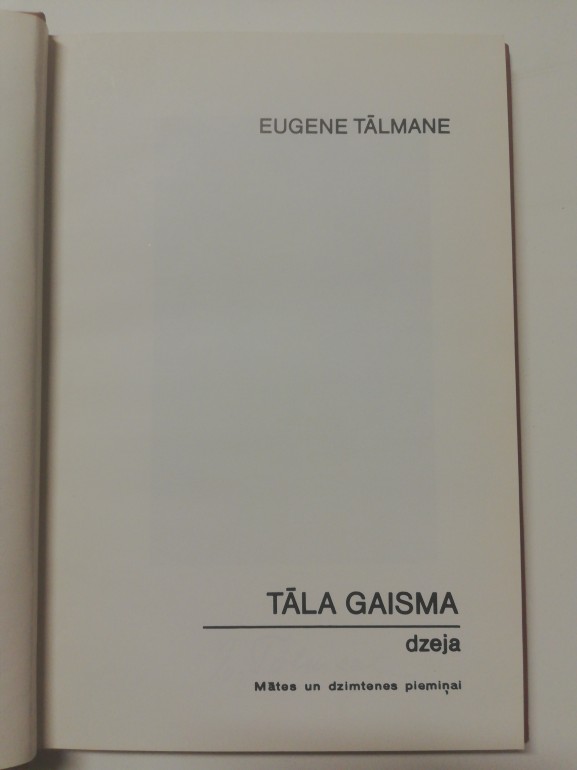 EUGENE TĀLMANE
TĀLA GAISMA
dzeja
Mātes un dzimtenes piemiņai